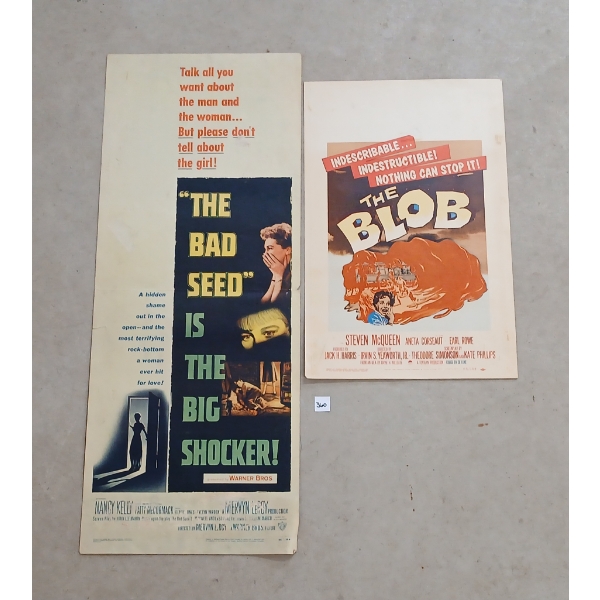 Talk all you
want about
the man and
the woman...
But please don't
tell about
the girl!
"THE
BAD
SEED"
IS
THE
BIG
SHOCKER!
A hidden
shame
out in the
open—and the
most terrifying
rock-bottom
a woman
ever hit
for love!
WARNER BROS.
NANCY KELLY
PATTY McCORMACK
MERVYN LEROY
INDESCRIBABLE...
INDESTRUCTIBLE!
NOTHING CAN STOP IT!
THE
BLOB
STEVEN McQUEEN ANETA CORSEAUT EARL ROWE
JACK H. HARRIS IRVIN S. YEAWORTH, JR. THEODORE SIMONSON AND KATE PHILLIPS
360